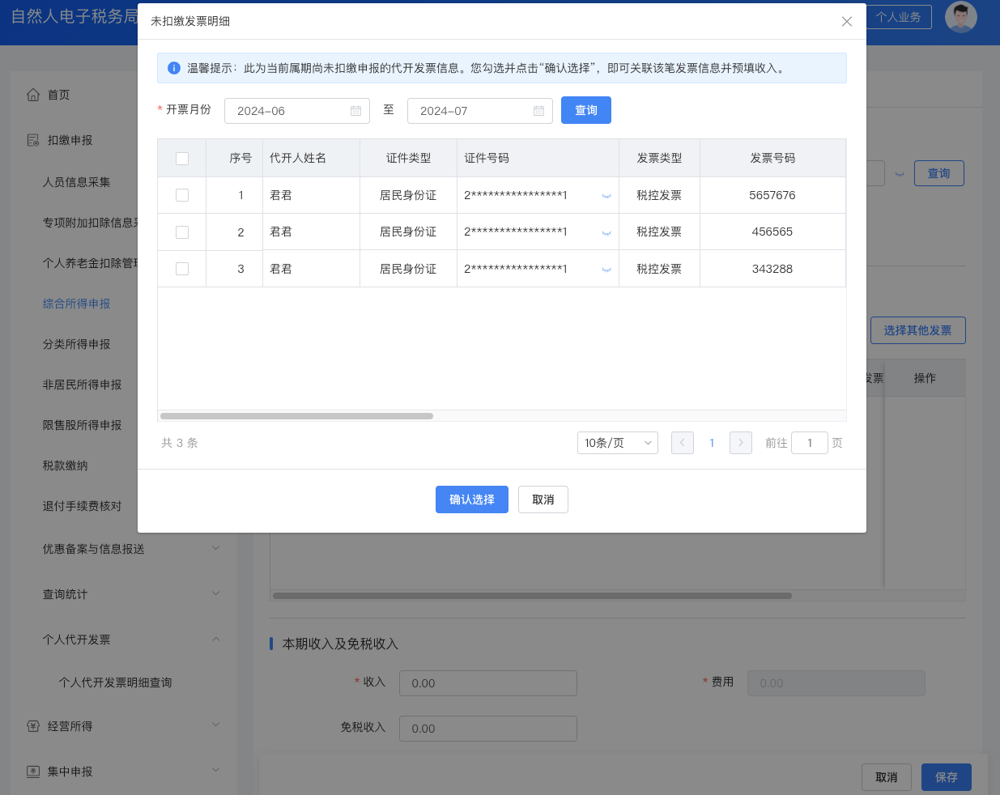 自然人电子税务局
个人业务
未扣缴发票明细
温馨提示：此为当前属期尚未扣缴申报的代开发票信息。您勾选并点击“确认选择”，即可关联该笔发票信息并预填收入。
* 开票月份 2024-06 至 2024-07 查询
序号 代开人姓名 证件类型 证件号码 发票类型 发票号码
1 君君 居民身份证 2****************1 税控发票 5657676
2 君君 居民身份证 2****************1 税控发票 456565
3 君君 居民身份证 2****************1 税控发票 343288
共 3 条 10条/页 1 前往 1 页
确认选择 取消
首页
扣缴申报
人员信息采集
专项附加扣除信息
个人养老金扣除管
综合所得申报
分类所得申报
非居民所得申报
限售股所得申报
税款缴纳
退付手续费核对
优惠备案与信息报送
查询统计
个人代开发票
个人代开发票明细查询
经营所得
集中申报
查询
选择其他发票
发票 操作
本期收入及免税收入
* 收入 0.00 * 费用 0.00
免税收入 0.00
取消 保存